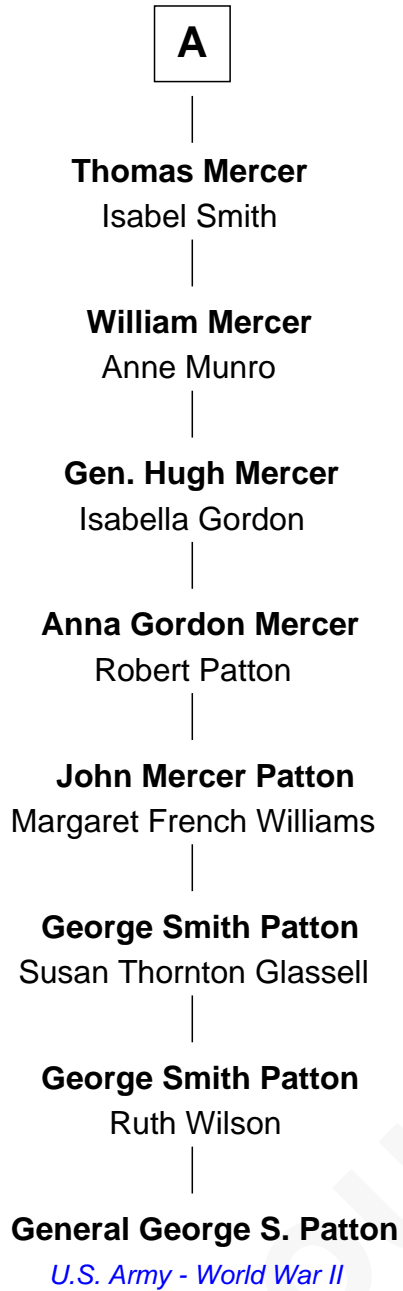 A
Thomas Mercer
Isabel Smith
William Mercer
Anne Munro
Gen. Hugh Mercer
Isabella Gordon
Anna Gordon Mercer
Robert Patton
John Mercer Patton
Margaret French Williams
George Smith Patton
Susan Thornton Glassell
George Smith Patton
Ruth Wilson
General George S. Patton
U.S. Army - World War II